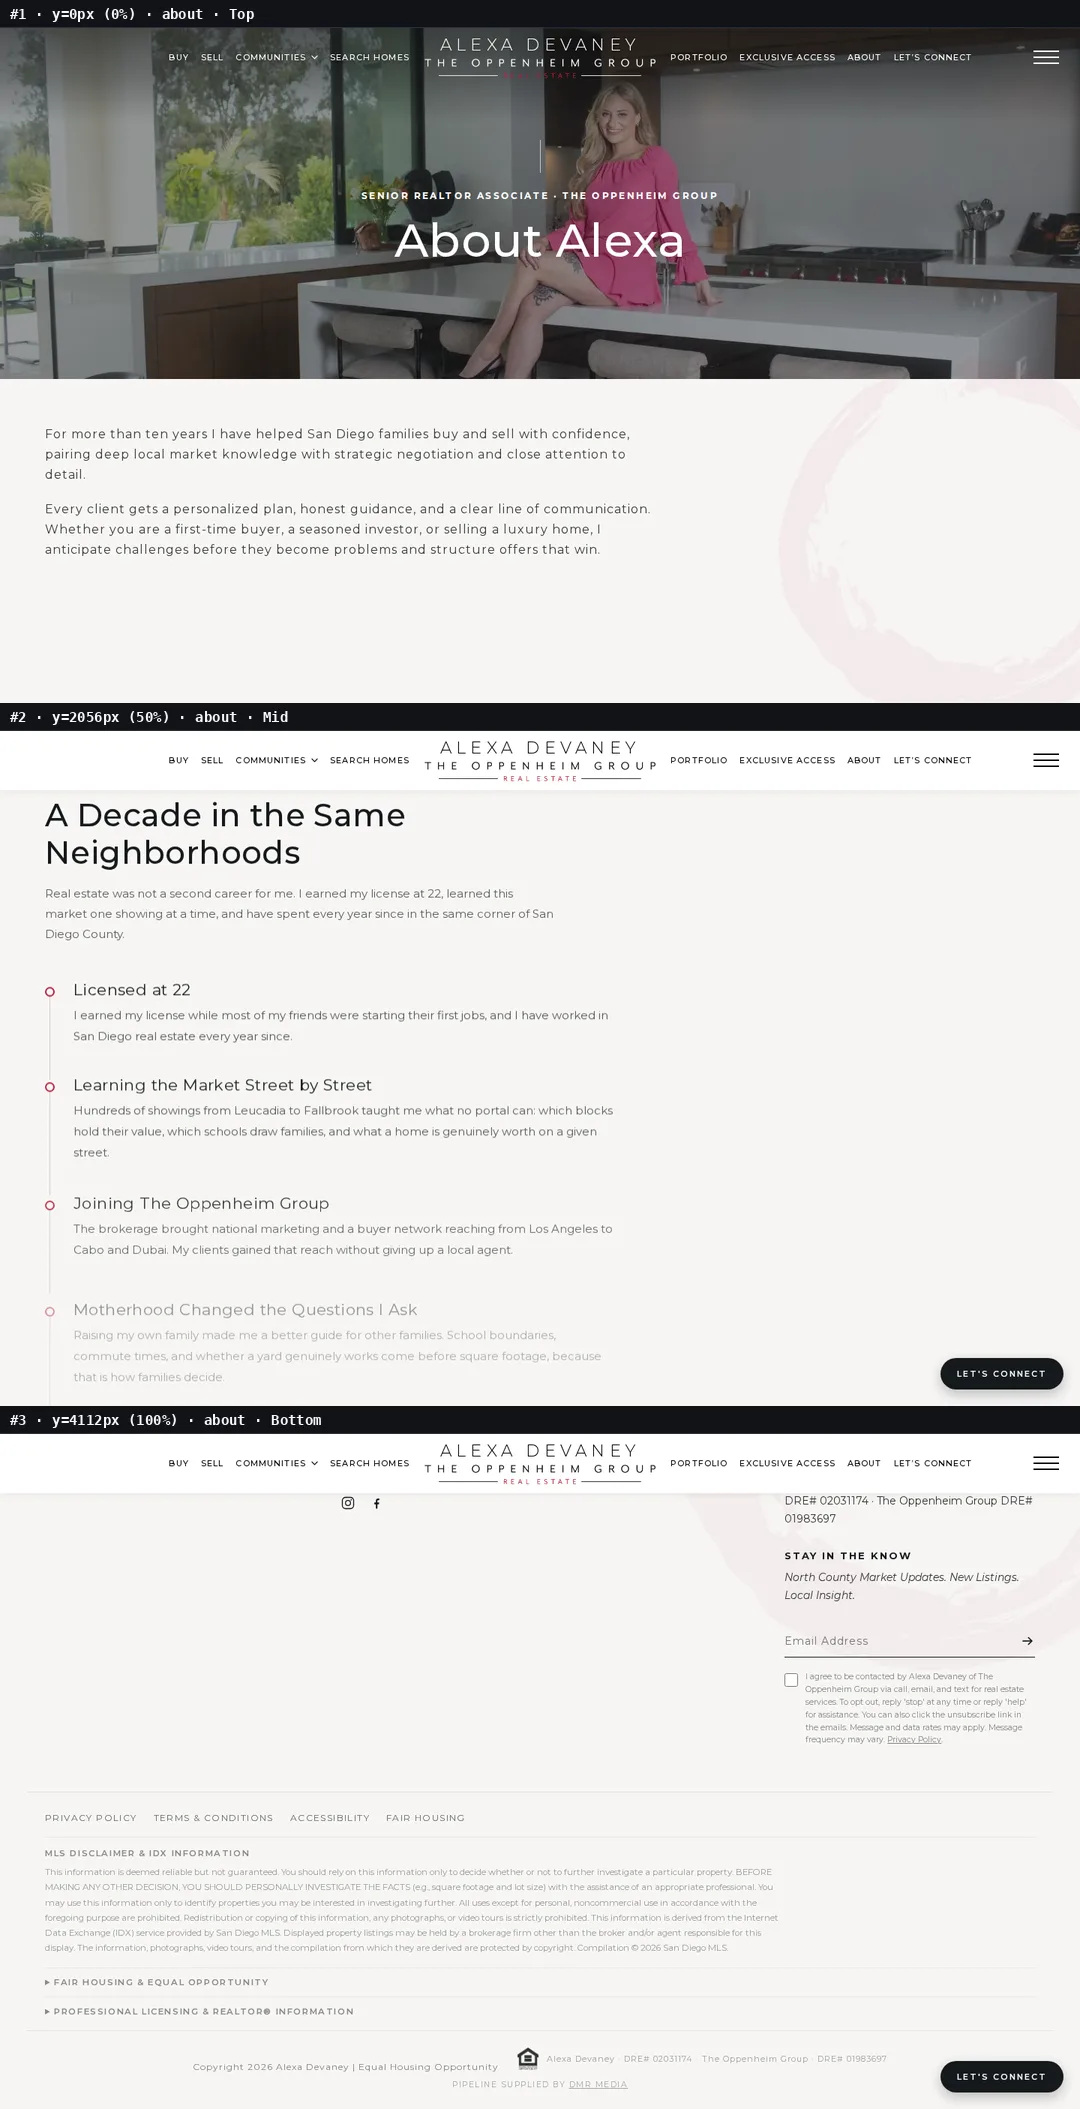 #1 · y=0px (0%) · about · Top
BUY SELL COMMUNITIES SEARCH HOMES
ALEXA DEVANEY
THE OPPENHEIM GROUP
REAL ESTATE
PORTFOLIO EXCLUSIVE ACCESS ABOUT LET'S CONNECT
SENIOR REALTOR ASSOCIATE · THE OPPENHEIM GROUP
About Alexa
For more than ten years I have helped San Diego families buy and sell with confidence,
pairing deep local market knowledge with strategic negotiation and close attention to
detail.
Every client gets a personalized plan, honest guidance, and a clear line of communication.
Whether you are a first-time buyer, a seasoned investor, or selling a luxury home, I
anticipate challenges before they become problems and structure offers that win.
#2 · y=2056px (50%) · about · Mid
BUY SELL COMMUNITIES SEARCH HOMES
ALEXA DEVANEY
THE OPPENHEIM GROUP
REAL ESTATE
PORTFOLIO EXCLUSIVE ACCESS ABOUT LET'S CONNECT
A Decade in the Same
Neighborhoods
Real estate was not a second career for me. I earned my license at 22, learned this
market one showing at a time, and have spent every year since in the same corner of San
Diego County.
Licensed at 22
I earned my license while most of my friends were starting their first jobs, and I have worked in
San Diego real estate every year since.
Learning the Market Street by Street
Hundreds of showings from Leucadia to Fallbrook taught me what no portal can: which blocks
hold their value, which schools draw families, and what a home is genuinely worth on a given
street.
Joining The Oppenheim Group
The brokerage brought national marketing and a buyer network reaching from Los Angeles to
Cabo and Dubai. My clients gained that reach without giving up a local agent.
Motherhood Changed the Questions I Ask
Raising my own family made me a better guide for other families. School boundaries,
commute times, and whether a yard genuinely works come before square footage, because
that is how families decide.
LET'S CONNECT
#3 · y=4112px (100%) · about · Bottom
BUY SELL COMMUNITIES SEARCH HOMES
ALEXA DEVANEY
THE OPPENHEIM GROUP
REAL ESTATE
PORTFOLIO EXCLUSIVE ACCESS ABOUT LET'S CONNECT
DRE# 02031174 · The Oppenheim Group DRE#
01983697
STAY IN THE KNOW
North County Market Updates. New Listings.
Local Insight.
Email Address
I agree to be contacted by Alexa Devaney of The
Oppenheim Group via call, email, and text for real estate
services. To opt out, reply 'stop' at any time or reply 'help'
for assistance. You can also click the unsubscribe link in
the emails. Message and data rates may apply. Message
frequency may vary. Privacy Policy.
PRIVACY POLICY TERMS & CONDITIONS ACCESSIBILITY FAIR HOUSING
MLS DISCLAIMER & IDX INFORMATION
This information is deemed reliable but not guaranteed. You should rely on this information only to decide whether or not to further investigate a particular property. BEFORE
MAKING ANY OTHER DECISION, YOU SHOULD PERSONALLY INVESTIGATE THE FACTS (e.g., square footage and lot size) with the assistance of an appropriate professional. You
may use this information only to identify properties you may be interested in investigating further. All uses except for personal, noncommercial use in accordance with the
foregoing purpose are prohibited. Redistribution or copying of this information, any photographs, or video tours is strictly prohibited. This information is derived from the Internet
Data Exchange (IDX) service provided by San Diego MLS. Displayed property listings may be held by a brokerage firm other than the broker and/or agent responsible for this
display. The information, photographs, video tours, and the compilation from which they are derived are protected by copyright. Compilation © 2026 San Diego MLS.
FAIR HOUSING & EQUAL OPPORTUNITY
PROFESSIONAL LICENSING & REALTOR® INFORMATION
Copyright 2026 Alexa Devaney | Equal Housing Opportunity
Alexa Devaney · DRE# 02031174 The Oppenheim Group · DRE# 01983697
PIPELINE SUPPLIED BY DMR MEDIA
LET'S CONNECT